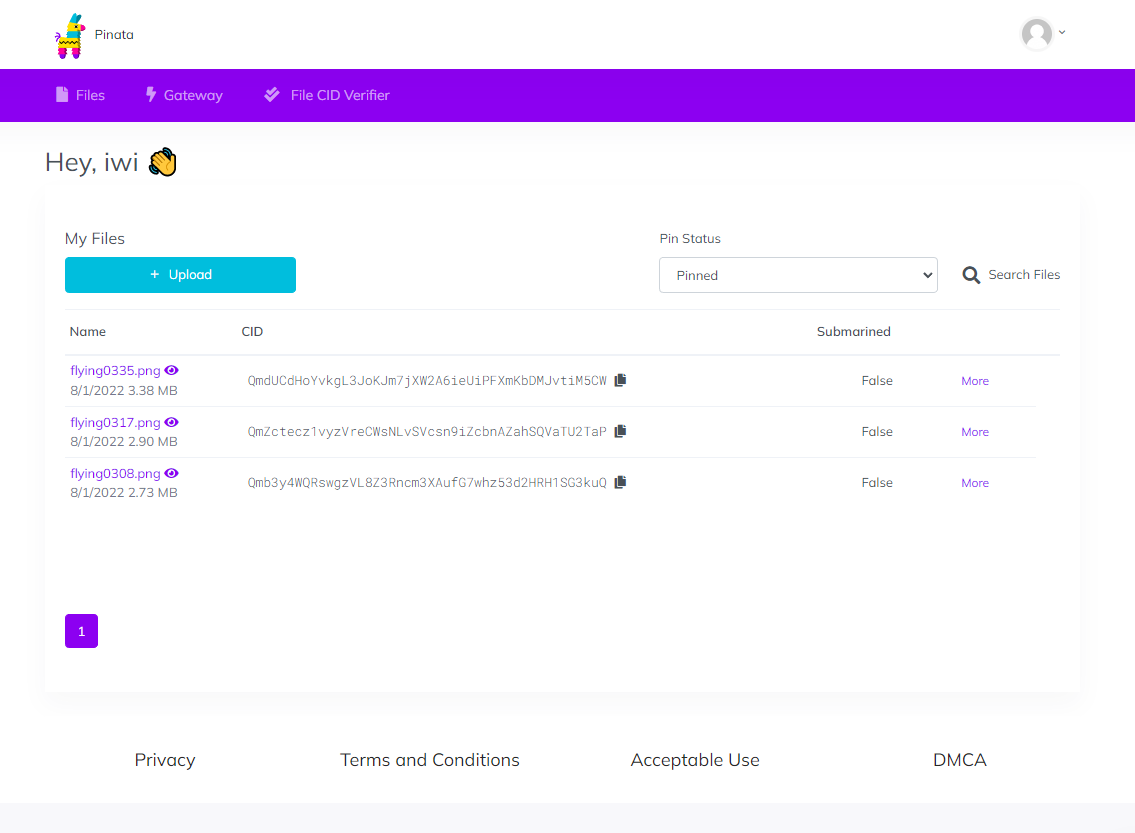 Pinata
Files Gateway File CID Verifier
Hey, iwi 👋
My Files
Pin Status
+ Upload
Pinned
Search Files
Name CID Submarined
flying0335.png
8/1/2022 3.38 MB
QmdUCdHoYvkgL3JoKJm7jXW2A6ieUiPFXmKbDMJvtiM5CW
False
More
flying0317.png
8/1/2022 2.90 MB
QmZctecz1vyzVreCWsNLvSVcsn9iZcbnAZahSQVaTU2TaP
False
More
flying0308.png
8/1/2022 2.73 MB
Qmb3y4WQRswgzVL8Z3Rncm3XAufG7whz53d2HRH1SG3kuQ
False
More
1
Privacy Terms and Conditions Acceptable Use DMCA